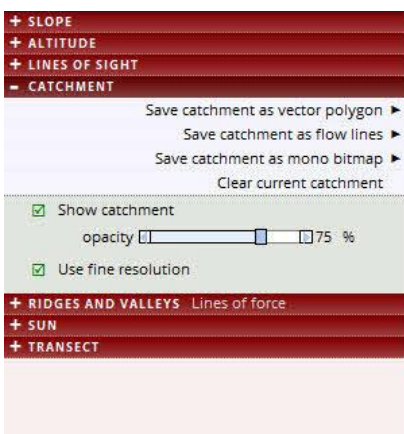 + SLOPE
+ ALTITUDE
+ LINES OF SIGHT
- CATCHMENT
Save catchment as vector polygon ►
Save catchment as flow lines ►
Save catchment as mono bitmap ►
Clear current catchment
Show catchment
opacity 75 %
Use fine resolution
+ RIDGES AND VALLEYS Lines of force
+ SUN
+ TRANSECT